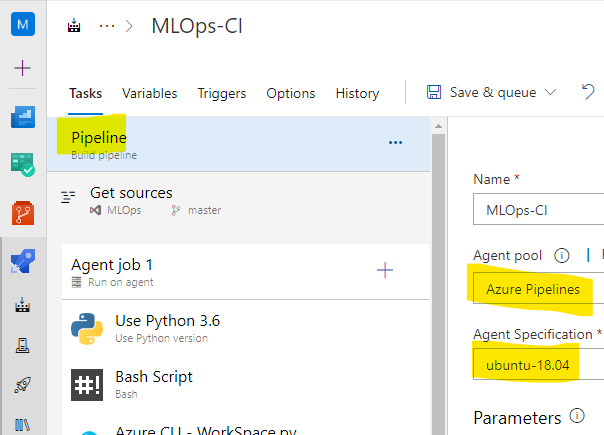 M
... > MLOps-CI
Tasks Variables Triggers Options History Save & queue
Pipeline
Build pipeline
...
Get sources
MLOps master
Agent job 1
Run on agent
Use Python 3.6
Use Python version
#!
Bash Script
Bash
Azure CLI - WorkSpace.py
Name *
MLOps-CI
Agent pool
Azure Pipelines
Agent Specification *
ubuntu-18.04
Parameters